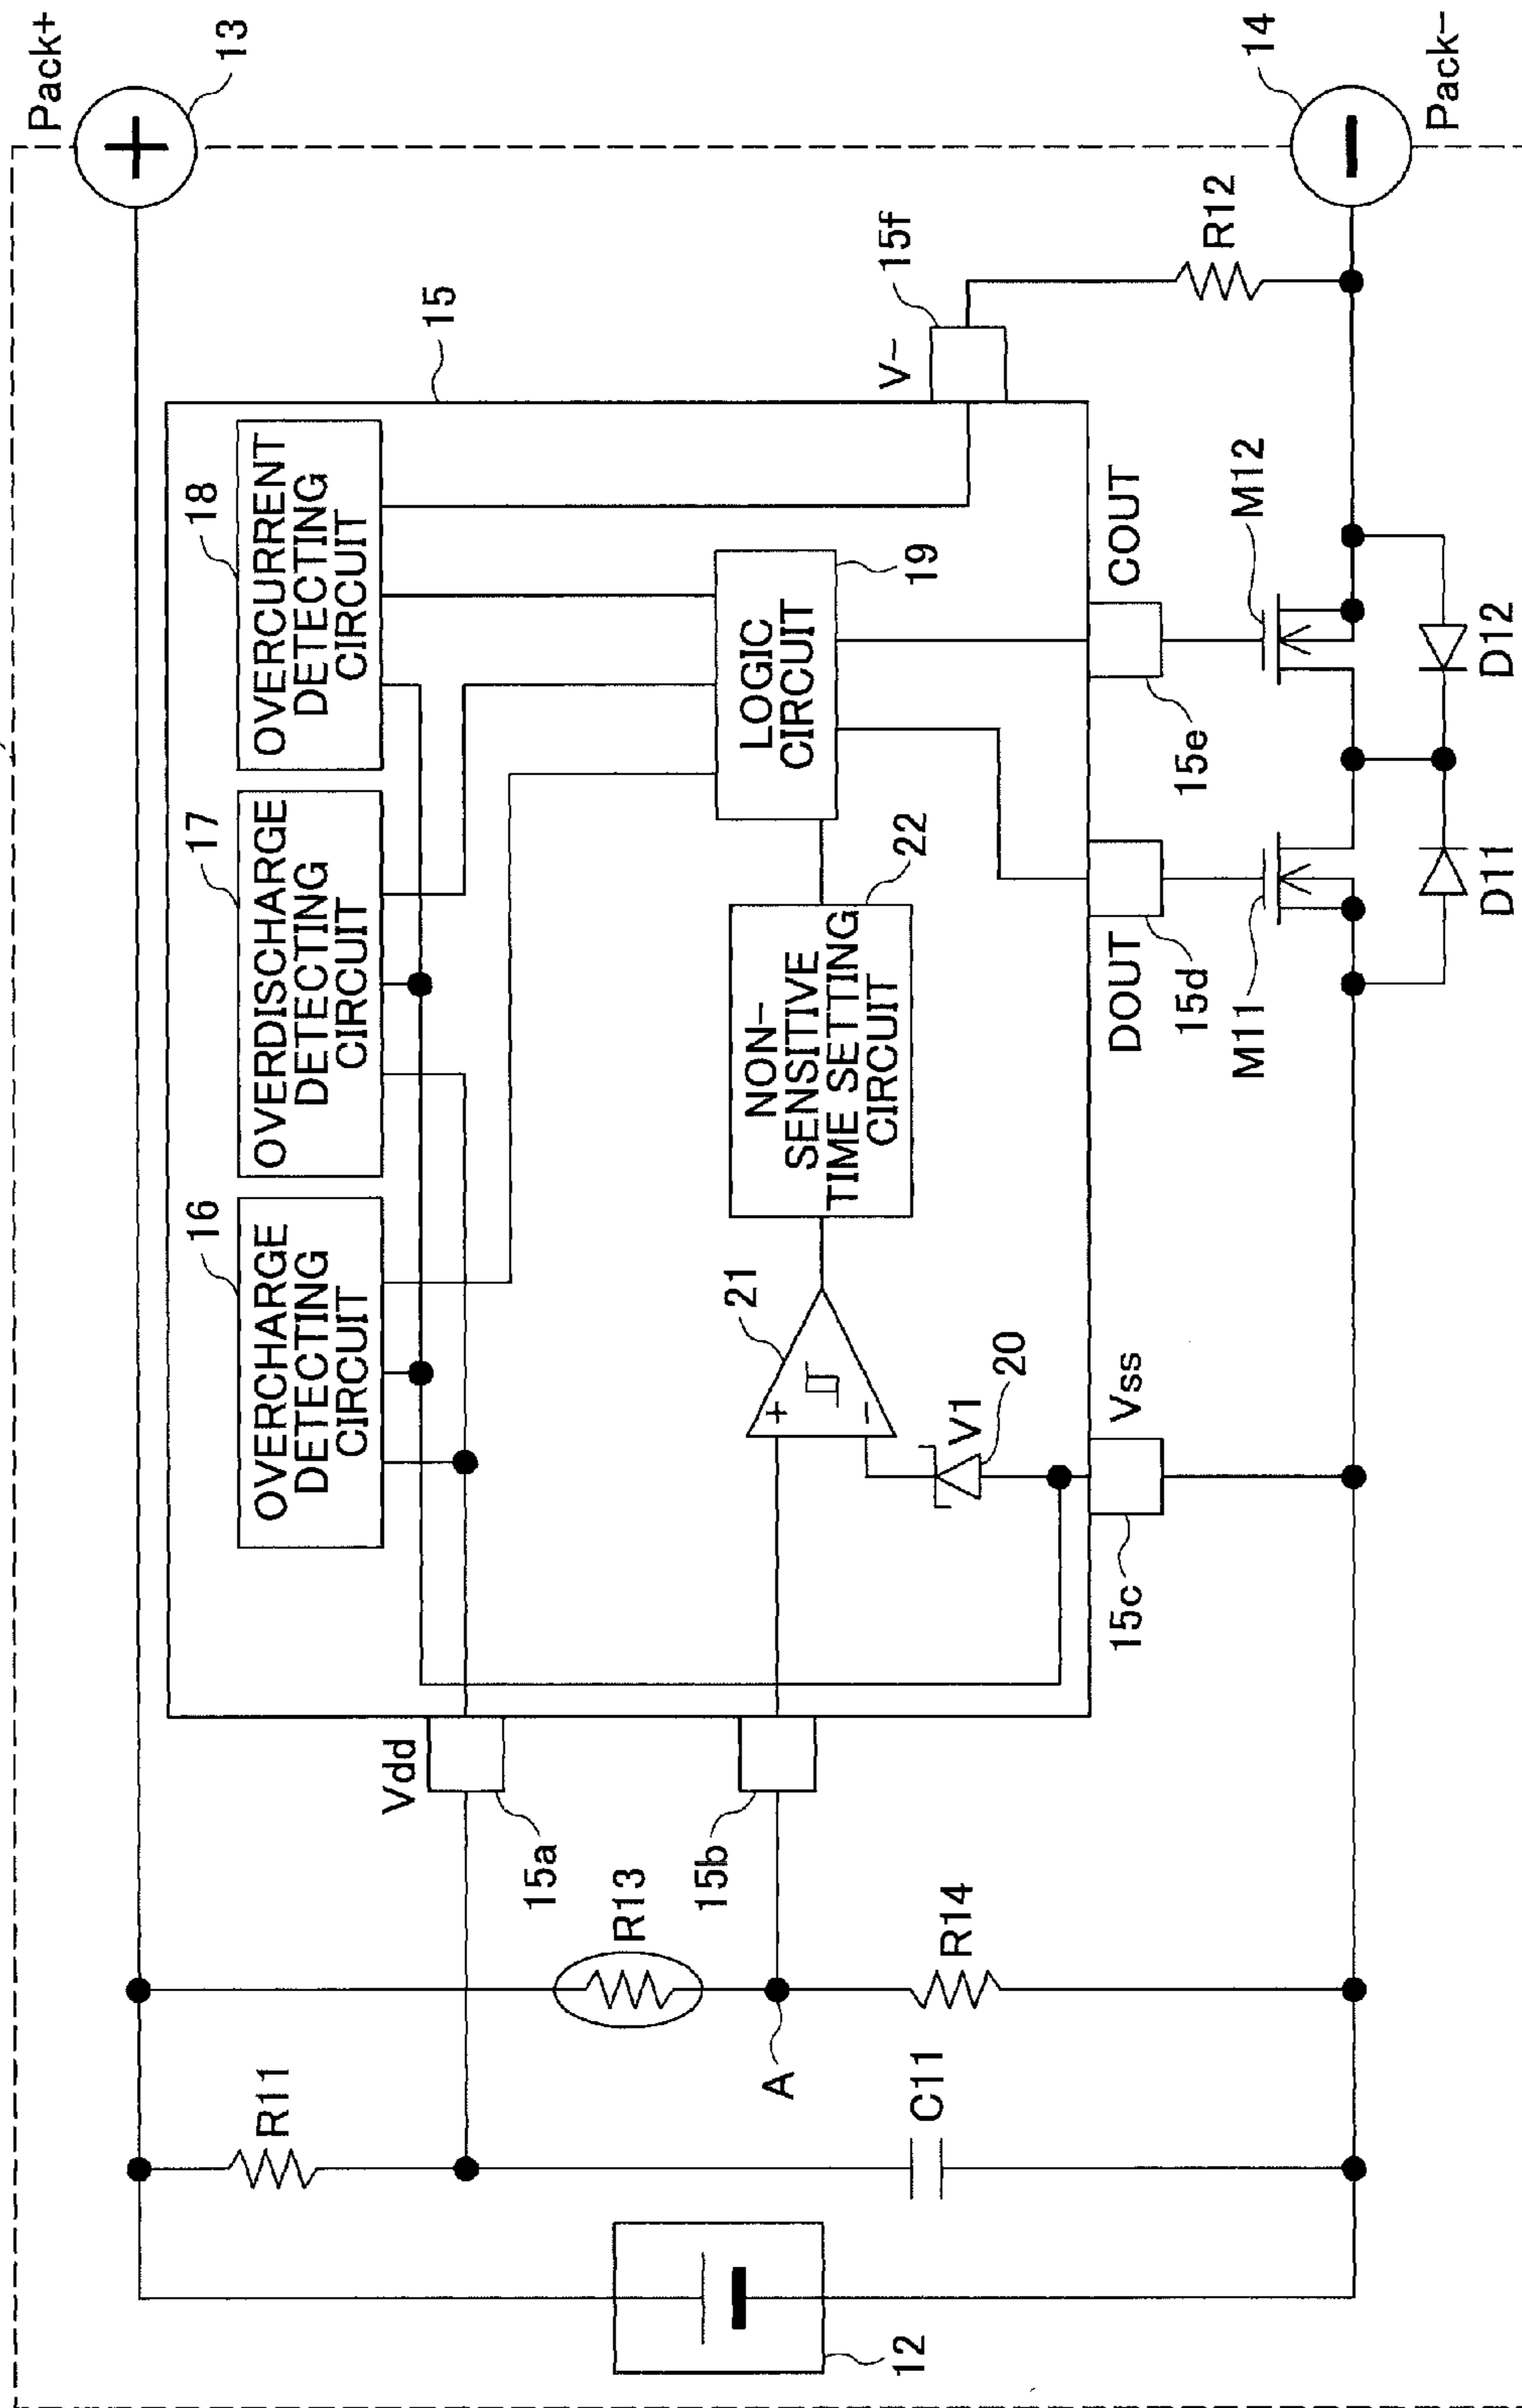 Pack+
13
14
Pack−
15
18
OVERCURRENT
DETECTING
CIRCUIT
17
OVERDISCHARGE
DETECTING
CIRCUIT
16
OVERCHARGE
DETECTING
CIRCUIT
V−
15f
R12
19
LOGIC
CIRCUIT
22
NON−
SENSITIVE
TIME SETTING
CIRCUIT
21
+
−
V1
20
Vss
15c
DOUT
15d
COUT
15e
M11
M12
D11
D12
Vdd
15a
15b
R13
R14
A
R11
C11
12